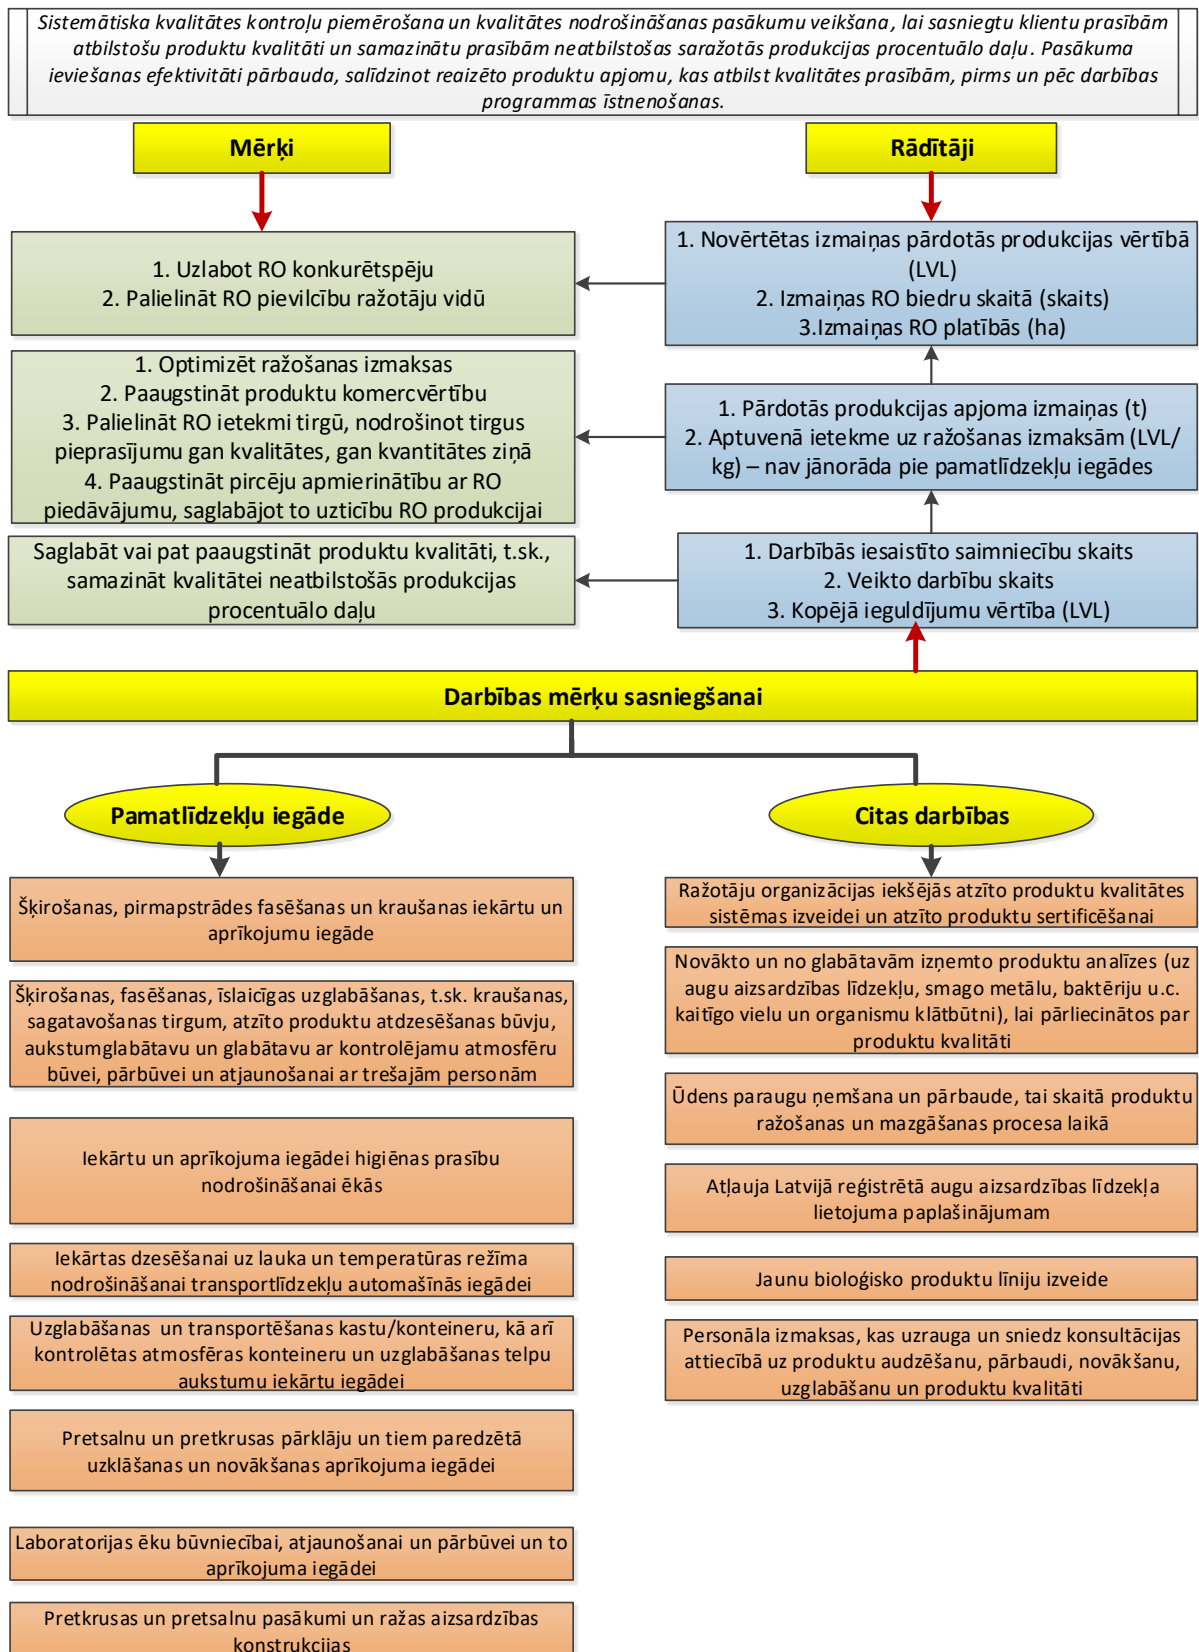 Sistemātiska kvalitātes kontroļu piemērošana un kvalitātes nodrošināšanas pasākumu veikšana, lai sasniegtu klientu prasībām
atbilstošu produktu kvalitāti un samazinātu prasībām neatbilstošas saražotās produkcijas procentuālo daļu. Pasākuma
ieviešanas efektivitāti pārbauda, salīdzinot reaizēto produktu apjomu, kas atbilst kvalitātes prasībām, pirms un pēc darbības
programmas īstnenošanas.
Mērķi
Rādītāji
1. Uzlabot RO konkurētspēju
2. Palielināt RO pievilcību ražotāju vidū
1. Novērtētas izmaiņas pārdotās produkcijas vērtībā
(LVL)
2. Izmaiņas RO biedru skaitā (skaits)
3.Izmaiņas RO platībās (ha)
1. Optimizēt ražošanas izmaksas
2. Paaugstināt produktu komercvērtību
3. Palielināt RO ietekmi tirgū, nodrošinot tirgus
pieprasījumu gan kvalitātes, gan kvantitātes ziņā
4. Paaugstināt pircēju apmierinātību ar RO
piedāvājumu, saglabājot to uzticību RO produkcijai
1. Pārdotās produkcijas apjoma izmaiņas (t)
2. Aptuvenā ietekme uz ražošanas izmaksām (LVL/
kg) – nav jānorāda pie pamatlīdzekļu iegādes
Saglabāt vai pat paaugstināt produktu kvalitāti, t.sk.,
samazināt kvalitātei neatbilstošās produkcijas
procentuālo daļu
1. Darbībās iesaistīto saimniecību skaits
2. Veikto darbību skaits
3. Kopējā ieguldījumu vērtība (LVL)
Darbības mērķu sasniegšanai
Pamatlīdzekļu iegāde
Citas darbības
Šķirošanas, pirmapstrādes fasēšanas un kraušanas iekārtu un
aprīkojumu iegāde
Šķirošanas, fasēšanas, īslaicīgas uzglabāšanas, t.sk. kraušanas,
sagatavošanas tirgum, atzīto produktu atdzesēšanas būvju,
aukstumglabātavu un glabātavu ar kontrolējamu atmosfēru
būvei, pārbūvei un atjaunošanai ar trešajām personām
Iekārtu un aprīkojuma iegādei higiēnas prasību
nodrošināšanai ēkās
Iekārtas dzesēšanai uz lauka un temperatūras režīma
nodrošināšanai transportlīdzekļu automašīnās iegādei
Uzglabāšanas un transportēšanas kastu/konteineru, kā arī
kontrolētas atmosfēras konteineru un uzglabāšanas telpu
aukstumu iekārtu iegādei
Pretsalnu un pretkrusas pārklāju un tiem paredzētā
uzklāšanas un novākšanas aprīkojuma iegādei
Laboratorijas ēku būvniecībai, atjaunošanai un pārbūvei un to
aprīkojuma iegādei
Pretkrusas un pretsalnu pasākumi un ražas aizsardzības
konstrukcijas
Ražotāju organizācijas iekšējās atzīto produktu kvalitātes
sistēmas izveidei un atzīto produktu sertificēšanai
Novākto un no glabātavām izņemto produktu analīzes (uz
augu aizsardzības līdzekļu, smago metālu, baktēriju u.c.
kaitīgo vielu un organismu klātbūtni), lai pārliecinātos par
produktu kvalitāti
Ūdens paraugu ņemšana un pārbaude, tai skaitā produktu
ražošanas un mazgāšanas procesa laikā
Atļauja Latvijā reģistrētā augu aizsardzības līdzekļa
lietojuma paplašinājumam
Jaunu bioloģisko produktu līniju izveide
Personāla izmaksas, kas uzrauga un sniedz konsultācijas
attiecībā uz produktu audzēšanu, pārbaudi, novākšanu,
uzglabāšanu un produktu kvalitāti